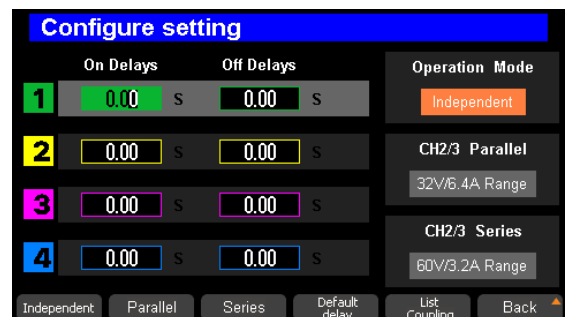 Configure setting
On Delays Off Delays Operation Mode
1 0.00 S 0.00 S Independent
2 0.00 S 0.00 S CH2/3 Parallel
32V/6.4A Range
3 0.00 S 0.00 S
CH2/3 Series
4 0.00 S 0.00 S 60V/3.2A Range
Independent Parallel Series Default delay List Coupling Back